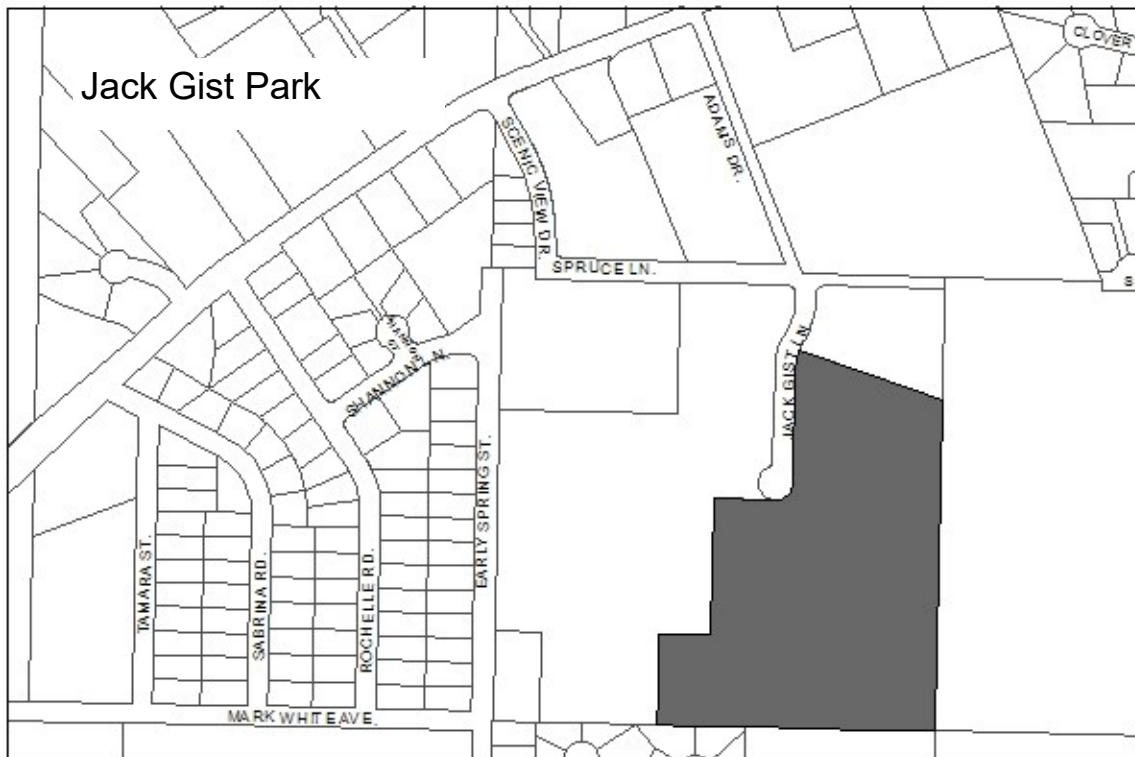 Jack Gist Park
CLOVER
SCENIC VIEW DR.
ADAMS DR.
SPRUCE LN.
S
JACK GIST LN
SHANNON LN.
EARLY SPRING ST.
TAMARA ST.
SABRINA RD.
ROCHELLE RD.
MARK WHITE AVE.